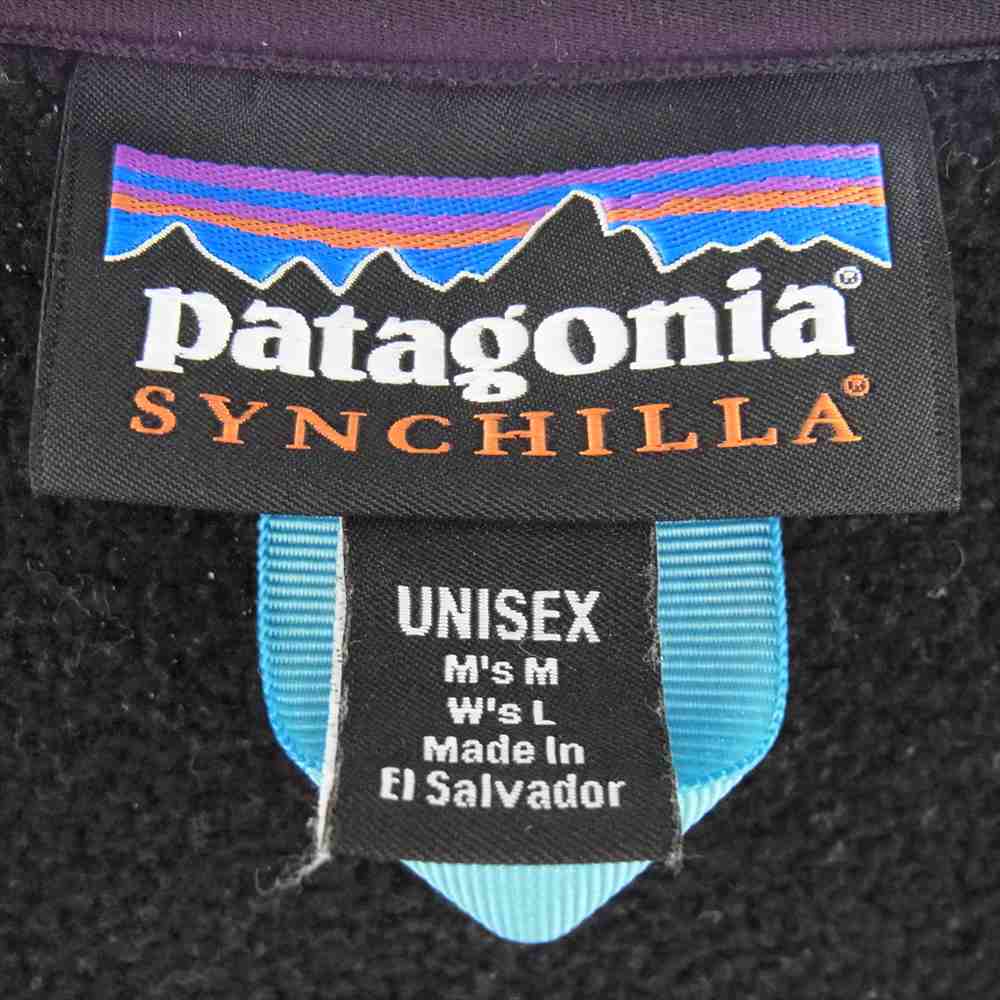 patagonia®
SYNCHILLA®
UNISEX
M's M
W's L
Made In
El Salvador